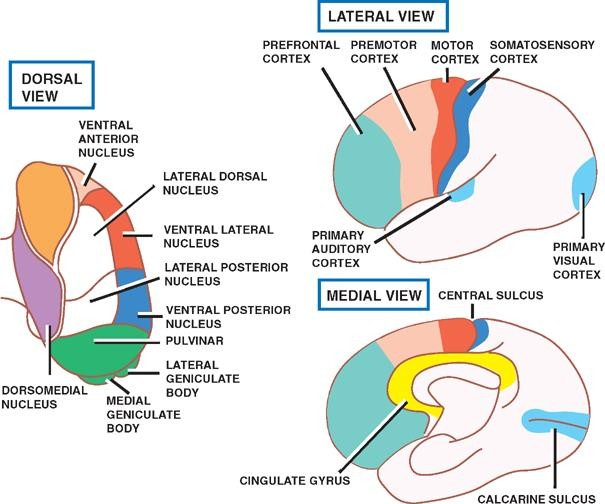 LATERAL VIEW
PREFRONTAL
CORTEX
PREMOTOR
CORTEX
MOTOR
CORTEX
SOMATOSENSORY
CORTEX
PRIMARY
AUDITORY
CORTEX
PRIMARY
VISUAL
CORTEX
DORSAL
VIEW
VENTRAL
ANTERIOR
NUCLEUS
LATERAL DORSAL
NUCLEUS
VENTRAL LATERAL
NUCLEUS
LATERAL POSTERIOR
NUCLEUS
VENTRAL POSTERIOR
NUCLEUS
PULVINAR
LATERAL
GENICULATE
BODY
MEDIAL
GENICULATE
BODY
DORSOMEDIAL
NUCLEUS
MEDIAL VIEW
CENTRAL SULCUS
CINGULATE GYRUS
CALCARINE SULCUS